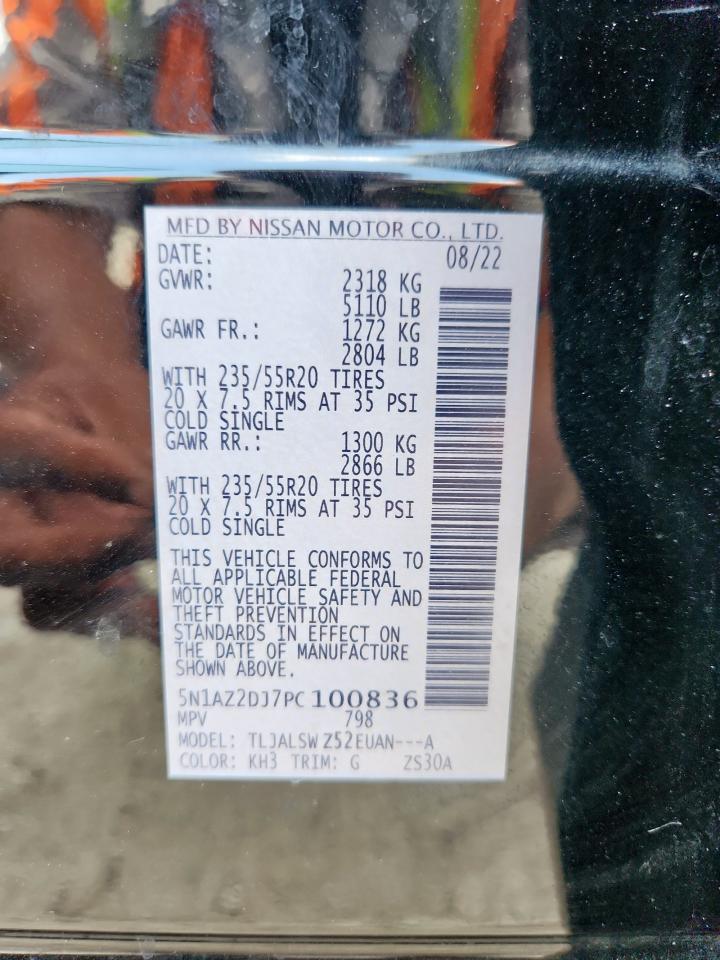 MFD BY NISSAN MOTOR CO., LTD.
DATE: 08/22
GVWR: 2318 KG
5110 LB
GAWR FR.: 1272 KG
2804 LB
WITH 235/55R20 TIRES
20 X 7.5 RIMS AT 35 PSI
COLD SINGLE
GAWR RR.: 1300 KG
2866 LB
WITH 235/55R20 TIRES
20 X 7.5 RIMS AT 35 PSI
COLD SINGLE
THIS VEHICLE CONFORMS TO
ALL APPLICABLE FEDERAL
MOTOR VEHICLE SAFETY AND
THEFT PREVENTION
STANDARDS IN EFFECT ON
THE DATE OF MANUFACTURE
SHOWN ABOVE.
5N1AZ2DJ7PC100836
MPV 798
MODEL: TLJALSW Z52EUAN---A
COLOR: KH3 TRIM: G ZS30A